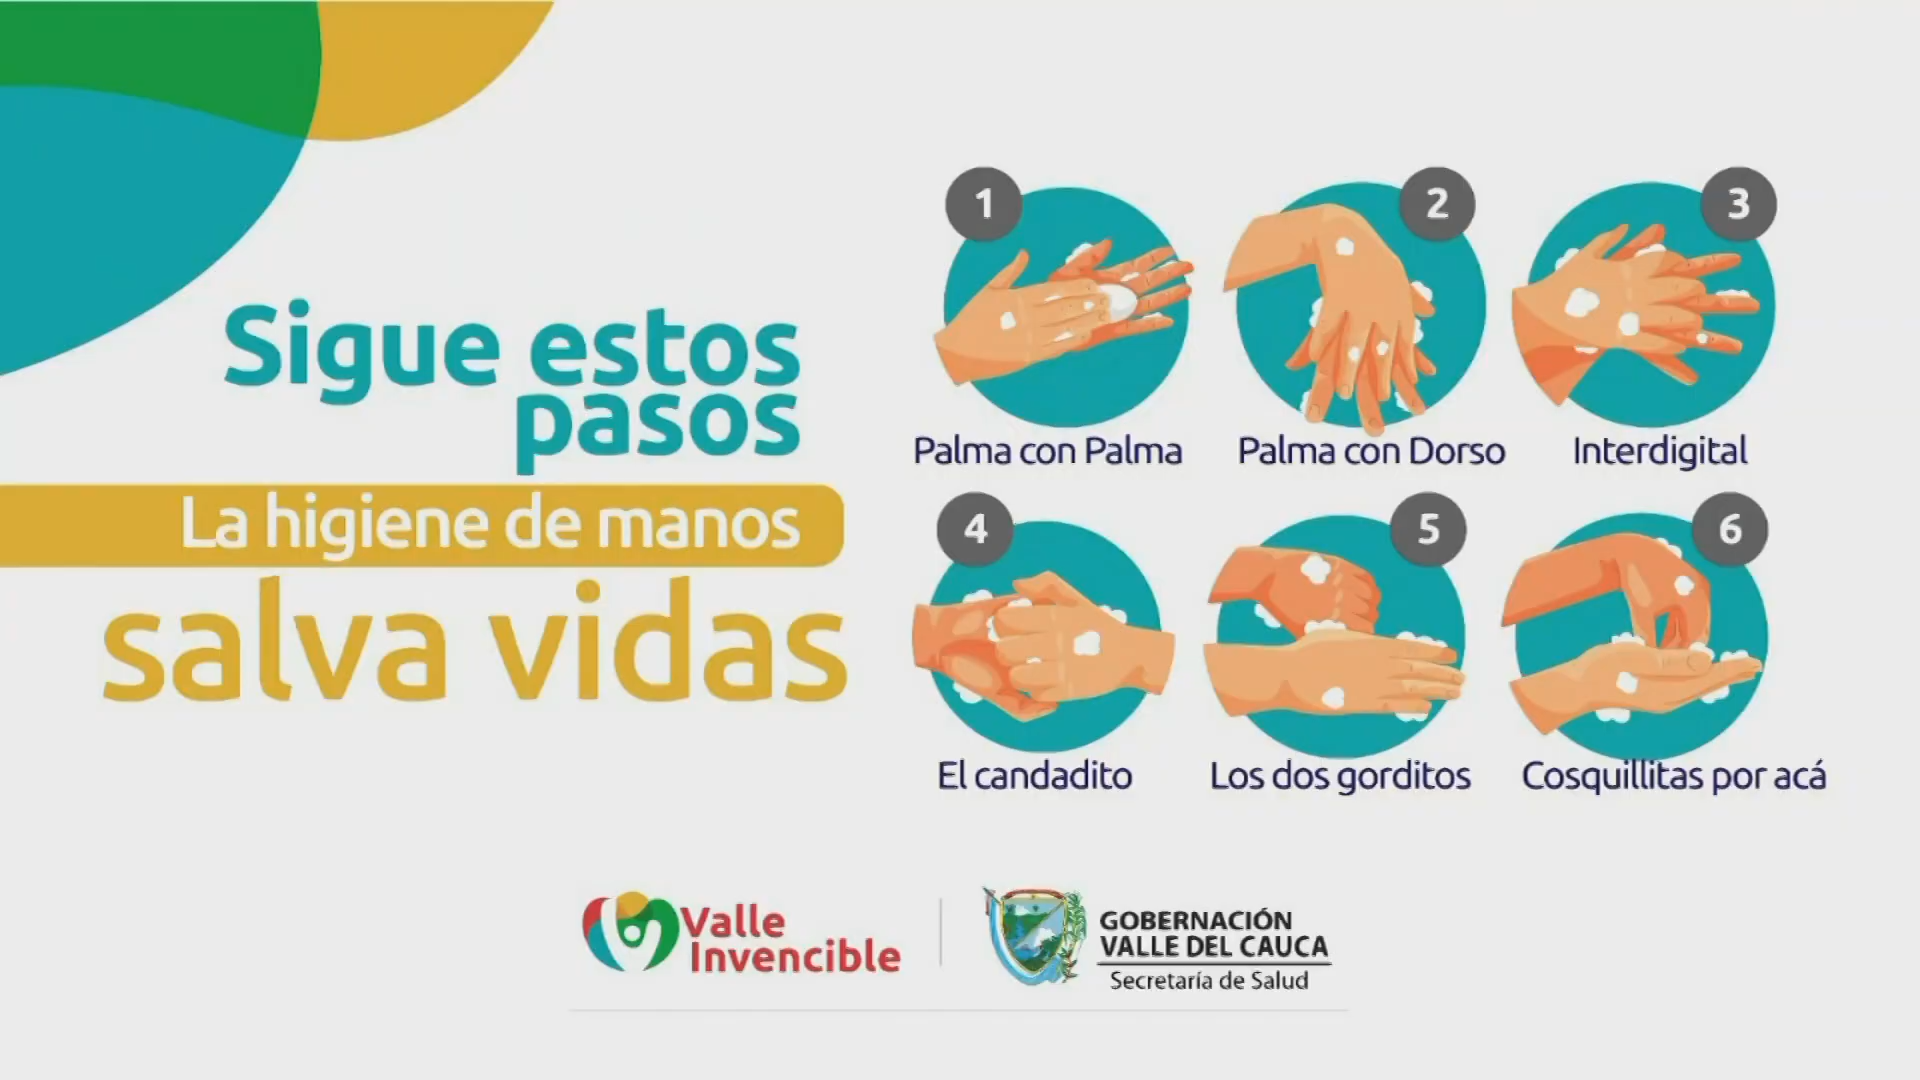 Sigue estos
pasos
La higiene de manos
salva vidas
1
Palma con Palma
2
Palma con Dorso
3
Interdigital
4
El candadito
5
Los dos gorditos
6
Cosquillitas por acá
Valle
Invencible
GOBERNACIÓN
VALLE DEL CAUCA
Secretaría de Salud